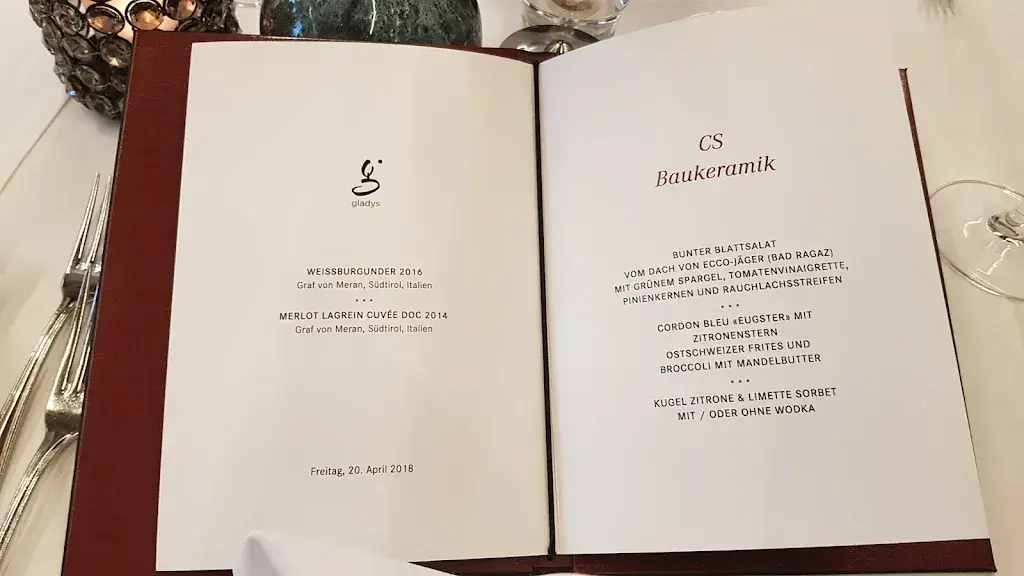 gladys
WEISSBURGUNDER 2016
Graf von Meran, Südtirol, Italien
•••
MERLOT LAGREIN CUVÉE DOC 2014
Graf von Meran, Südtirol, Italien
Freitag, 20. April 2018
CS
Baukeramik
BUNTER BLATTSALAT
VOM DACH VON ECCO-JÄGER (BAD RAGAZ)
MIT GRÜNEM SPARGEL, TOMATENVINAIGRETTE,
PINIENKERNEN UND RAUCHLACHSSTREIFEN
•••
CORDON BLEU «EUGSTER» MIT
ZITRONENSTERN
OSTSCHWEIZER FRITES UND
BROCCOLI MIT MANDELBUTTER
•••
KUGEL ZITRONE & LIMETTE SORBET
MIT / ODER OHNE WODKA